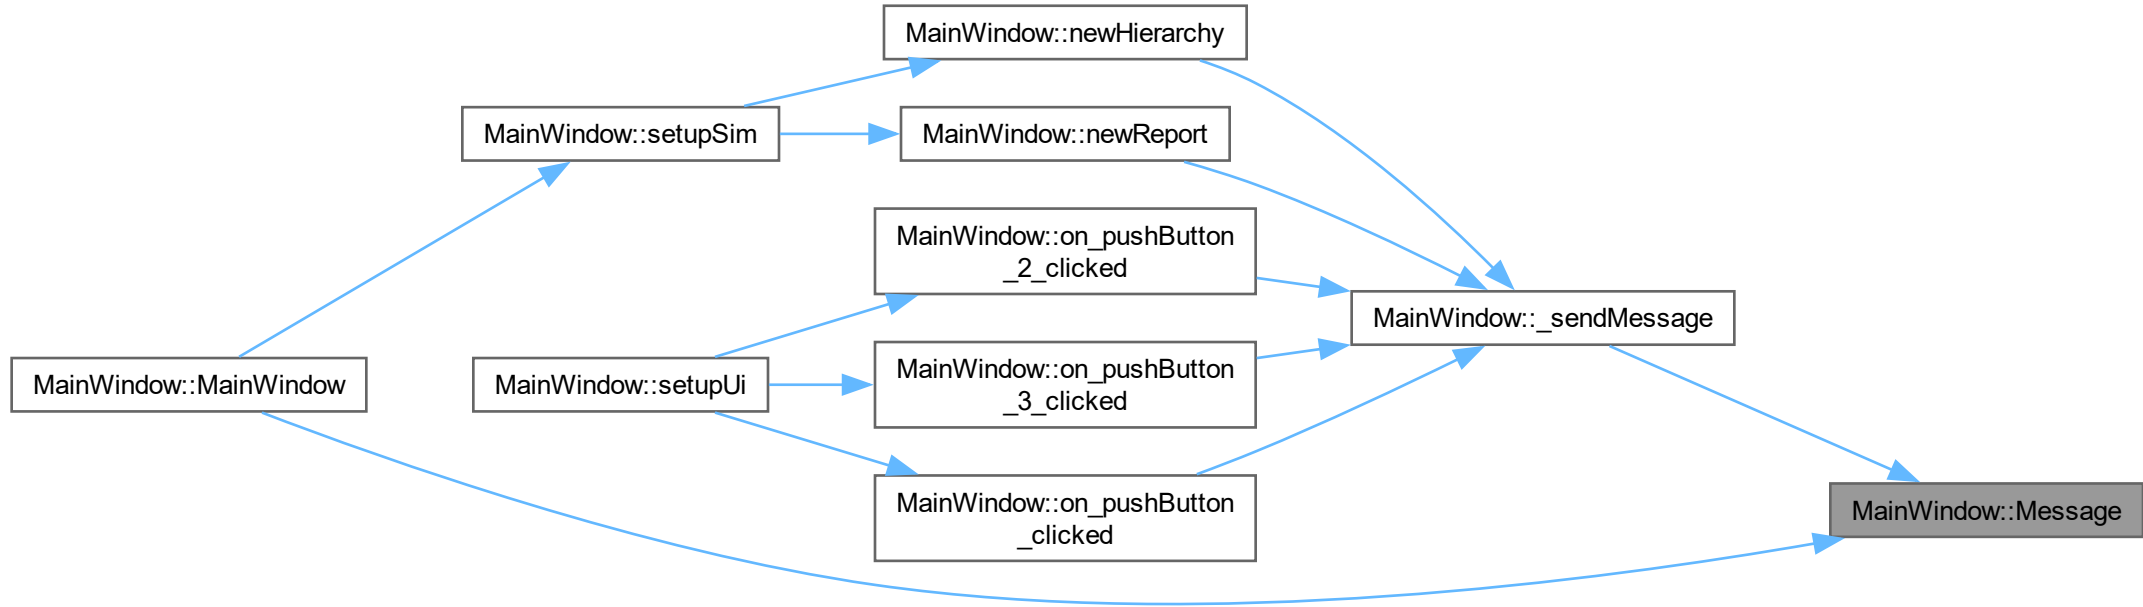 MainWindow::newHierarchy
MainWindow::setupSim
MainWindow::newReport
MainWindow::on_pushButton
_2_clicked
MainWindow::_sendMessage
MainWindow::MainWindow
MainWindow::setupUi
MainWindow::on_pushButton
_3_clicked
MainWindow::on_pushButton
_clicked
MainWindow::Message